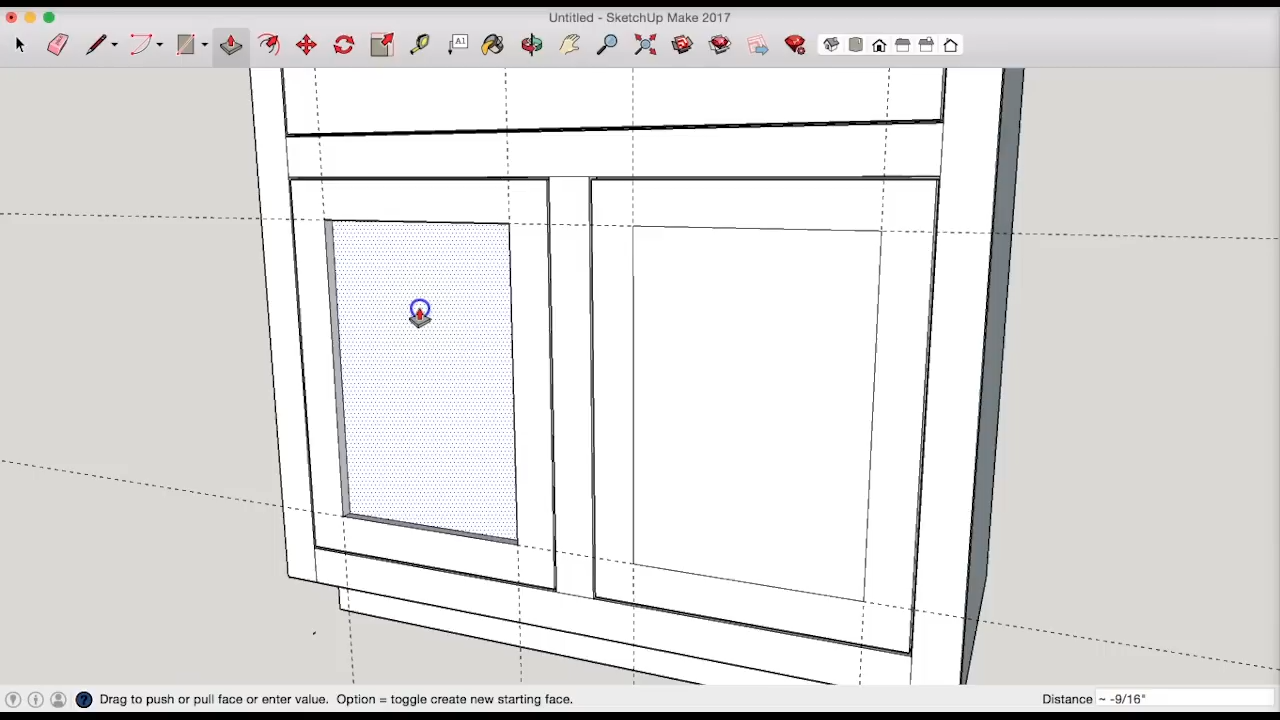 Untitled - SketchUp Make 2017
A1
Drag to push or pull face or enter value. Option = toggle create new starting face.
Distance ~ -9/16"